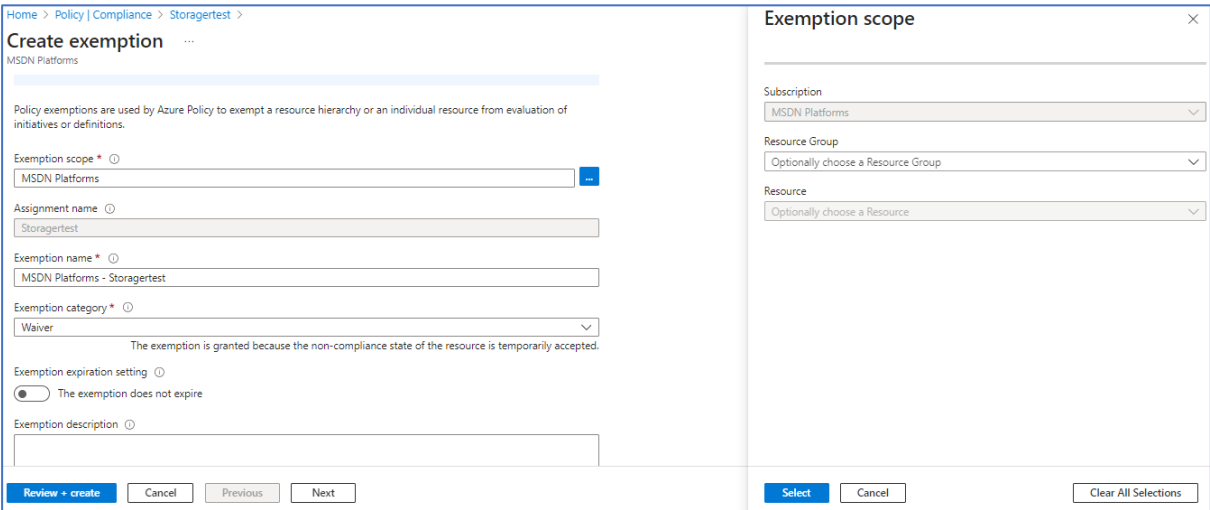 Home > Policy | Compliance > Storagertest >
Create exemption ...
MSDN Platforms
Policy exemptions are used by Azure Policy to exempt a resource hierarchy or an individual resource from evaluation of
initiatives or definitions.
Exemption scope *
MSDN Platforms
...
Assignment name
Storagertest
Exemption name *
MSDN Platforms - Storagertest
Exemption category *
Waiver
The exemption is granted because the non-compliance state of the resource is temporarily accepted.
Exemption expiration setting
The exemption does not expire
Exemption description
Review + create
Cancel
Previous
Next
Exemption scope
Subscription
MSDN Platforms
Resource Group
Optionally choose a Resource Group
Resource
Optionally choose a Resource
Select
Cancel
Clear All Selections